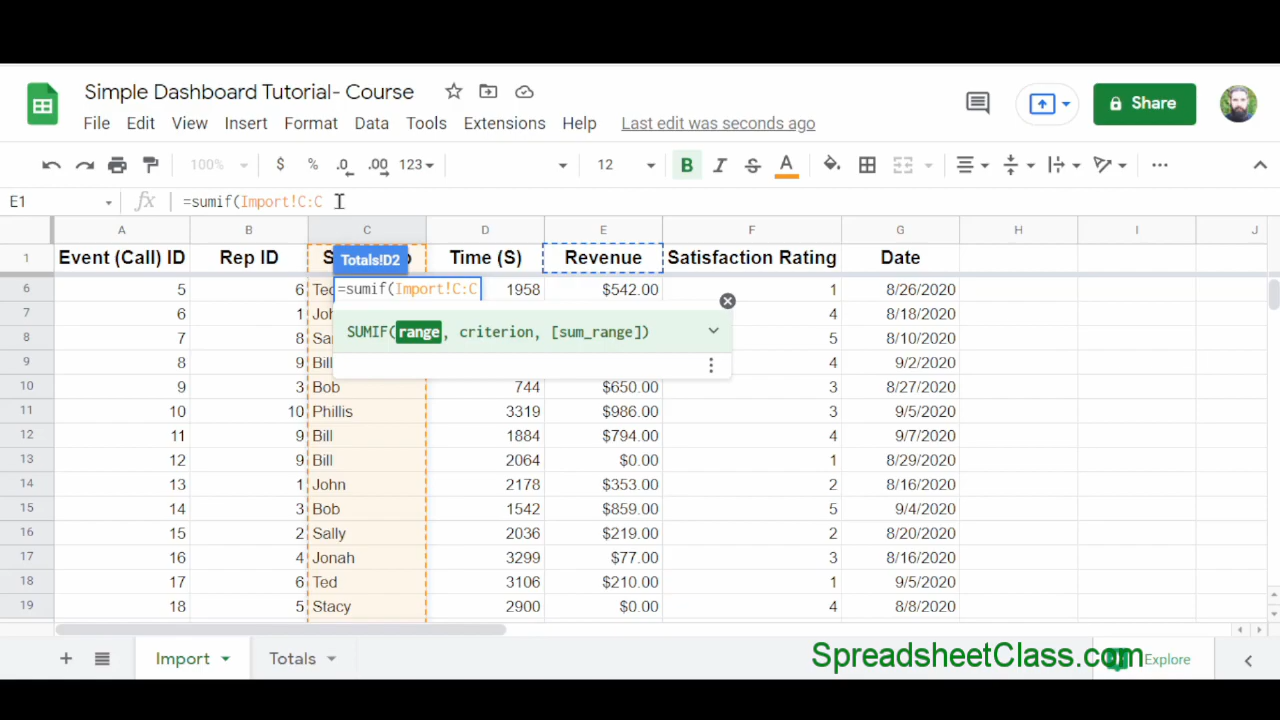 Simple Dashboard Tutorial- Course
File Edit View Insert Format Data Tools Extensions Help Last edit was seconds ago
Share
100% $ % .0 .00 123 12 B I S A
E1 fx =sumif(Import!C:C
A B C D E F G H I J
1 Event (Call) ID Rep ID Totals!D2 Time (S) Revenue Satisfaction Rating Date
6 5 6 =sumif(Import!C:C 1958 $542.00 1 8/26/2020
7 6 1 4 8/18/2020
8 7 8 SUMIF(range, criterion, [sum_range]) 5 8/10/2020
9 8 9 Bill 4 9/2/2020
10 9 3 Bob 744 $650.00 3 8/27/2020
11 10 10 Phillis 3319 $986.00 3 9/5/2020
12 11 9 Bill 1884 $794.00 4 9/7/2020
13 12 9 Bill 2064 $0.00 1 8/29/2020
14 13 1 John 2178 $353.00 2 8/16/2020
15 14 3 Bob 1542 $859.00 5 9/4/2020
16 15 2 Sally 2036 $219.00 2 8/20/2020
17 16 4 Jonah 3299 $77.00 3 8/16/2020
18 17 6 Ted 3106 $210.00 1 9/5/2020
19 18 5 Stacy 2900 $0.00 4 8/8/2020
Import Totals SpreadsheetClass.com Explore